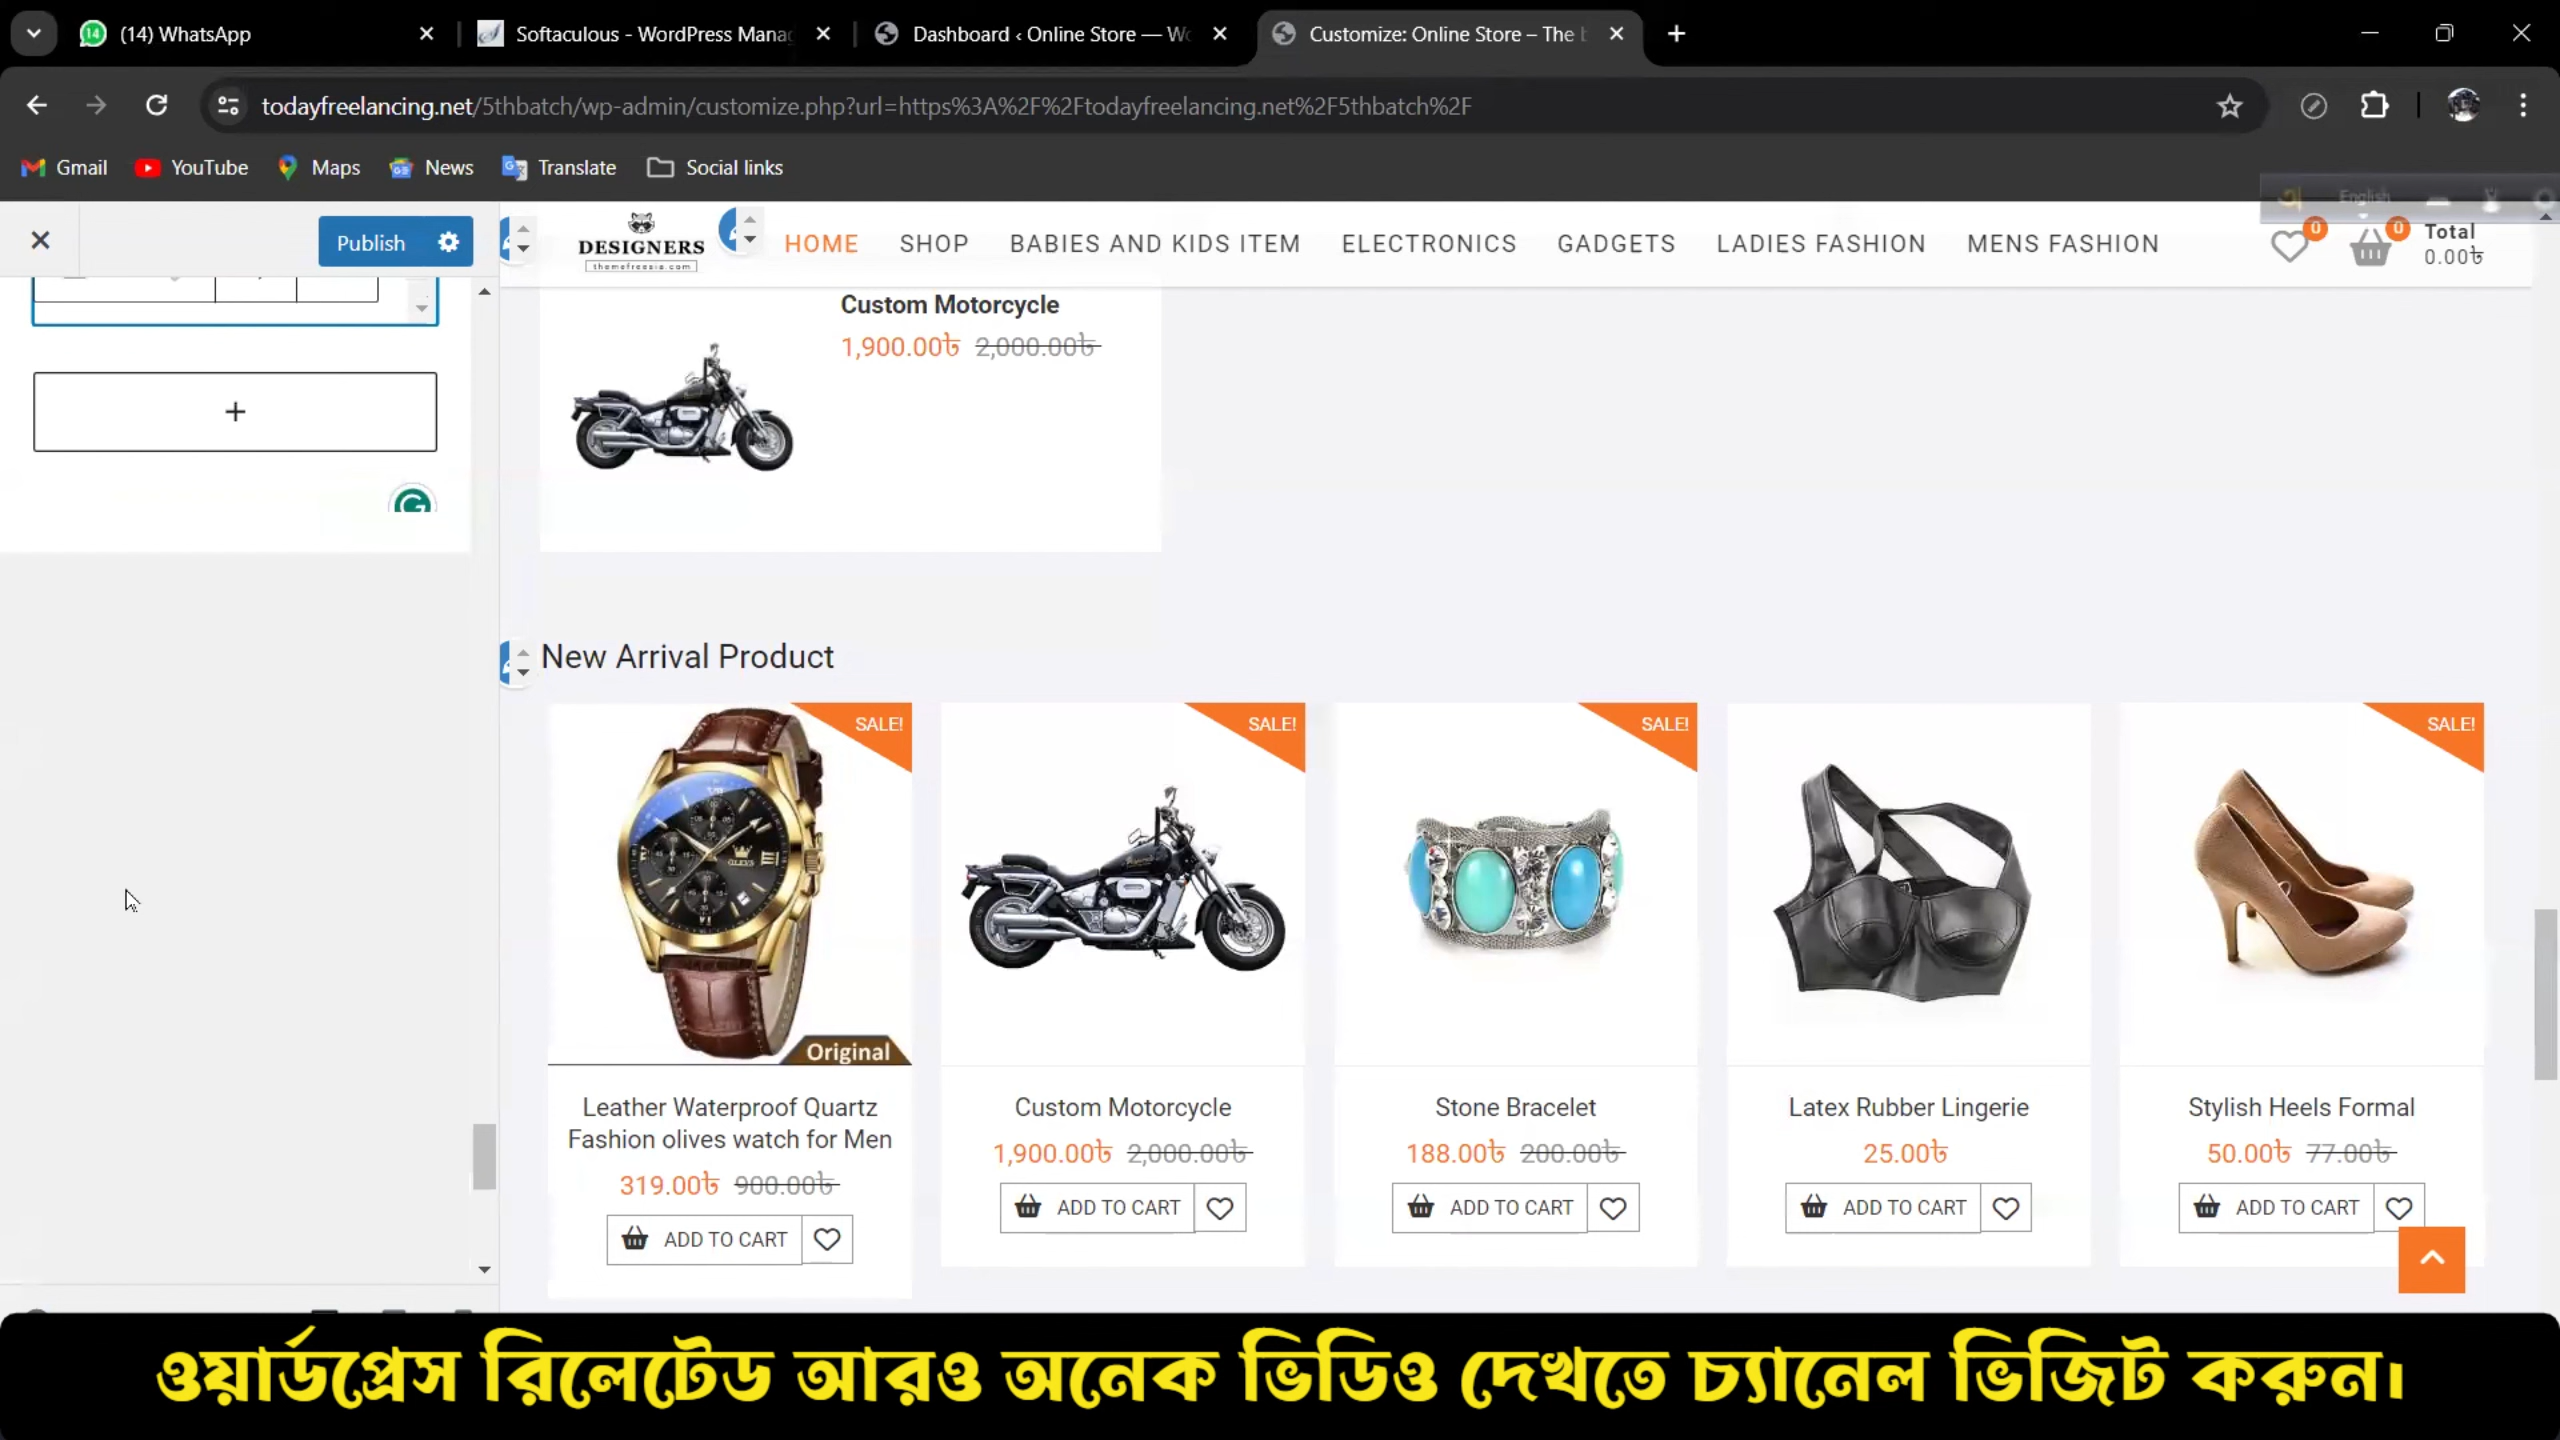 (14) WhatsApp
Softaculous - WordPress Manag
Dashboard ‹ Online Store — Wo
Customize: Online Store – The b
todayfreelancing.net/5thbatch/wp-admin/customize.php?url=https%3A%2F%2Ftodayfreelancing.net%2F5thbatch%2F
Gmail YouTube Maps News Translate Social links
English
Publish
DESIGNERS
themefreesia.com
HOME SHOP BABIES AND KIDS ITEM ELECTRONICS GADGETS LADIES FASHION MENS FASHION
0 0 Total
0.00৳
Custom Motorcycle
1,900.00৳ 2,000.00৳
+
New Arrival Product
SALE! SALE! SALE! SALE!
OLEVS
Original
Leather Waterproof Quartz
Fashion olives watch for Men
319.00৳ 900.00৳
ADD TO CART
Custom Motorcycle
1,900.00৳ 2,000.00৳
ADD TO CART
Stone Bracelet
188.00৳ 200.00৳
ADD TO CART
Latex Rubber Lingerie
25.00৳
ADD TO CART
Stylish Heels Formal
50.00৳ 77.00৳
ADD TO CART
ওয়ার্ডপ্রেস রিলেটেড আরও অনেক ভিডিও দেখতে চ্যানেল ভিজিট করুন।